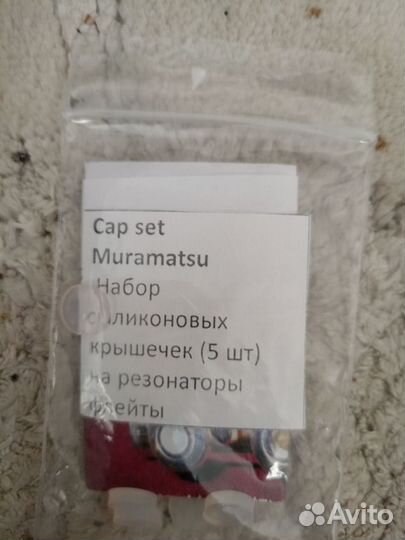 Cap set
Muramatsu
Набор
силиконовых
крышечек (5 шт)
на резонаторы
флейты
Avito